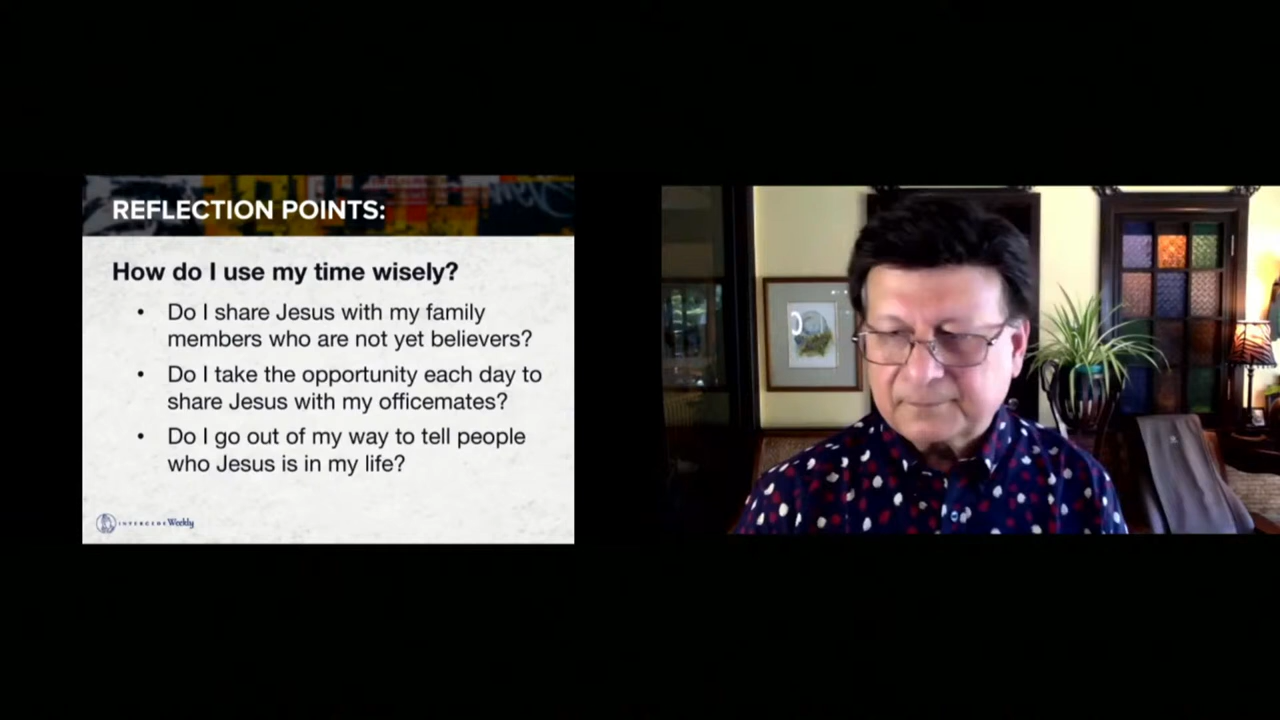 REFLECTION POINTS:
How do I use my time wisely?
• Do I share Jesus with my family
members who are not yet believers?
• Do I take the opportunity each day to
share Jesus with my officemates?
• Do I go out of my way to tell people
who Jesus is in my life?
INTERCEDE Weekly